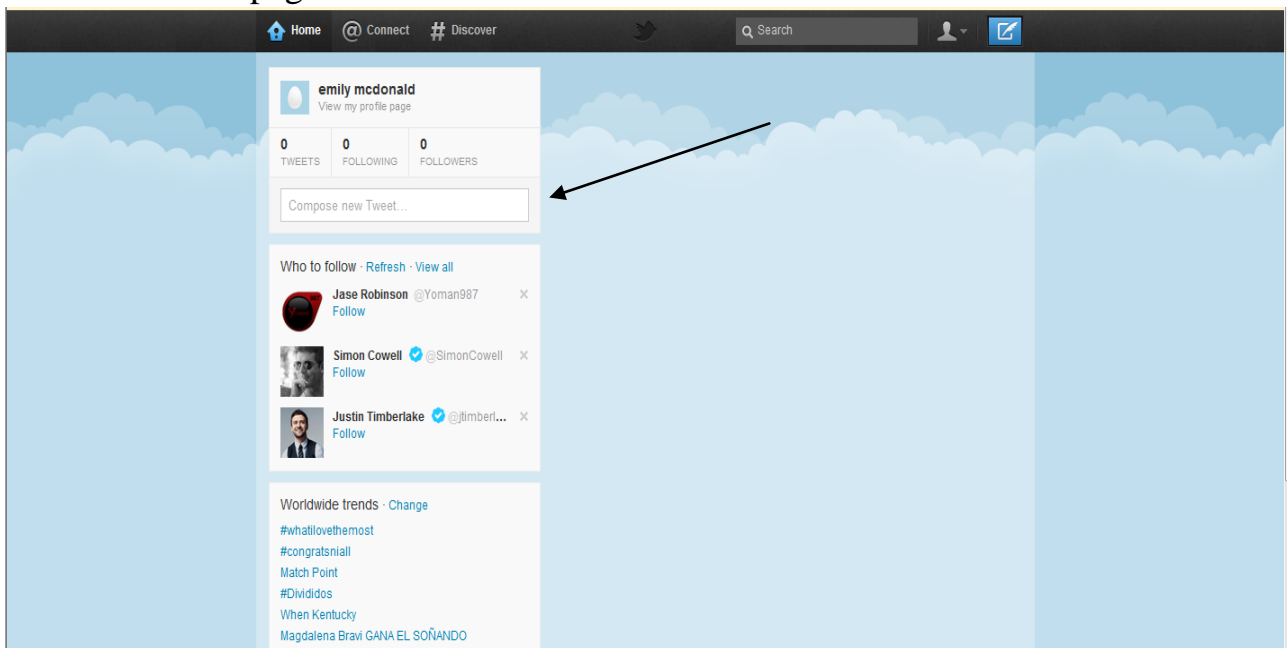 pag
Home @ Connect # Discover Search
emily mcdonald
View my profile page
0 0 0
TWEETS FOLLOWING FOLLOWERS
Compose new Tweet...
Who to follow · Refresh · View all
Jase Robinson @Yoman987
Follow
Simon Cowell @SimonCowell
Follow
Justin Timberlake @jtimberl...
Follow
Worldwide trends · Change
#whatilovethemost
#congratsniall
Match Point
#Divididos
When Kentucky
Magdalena Bravi GANA EL SOÑANDO